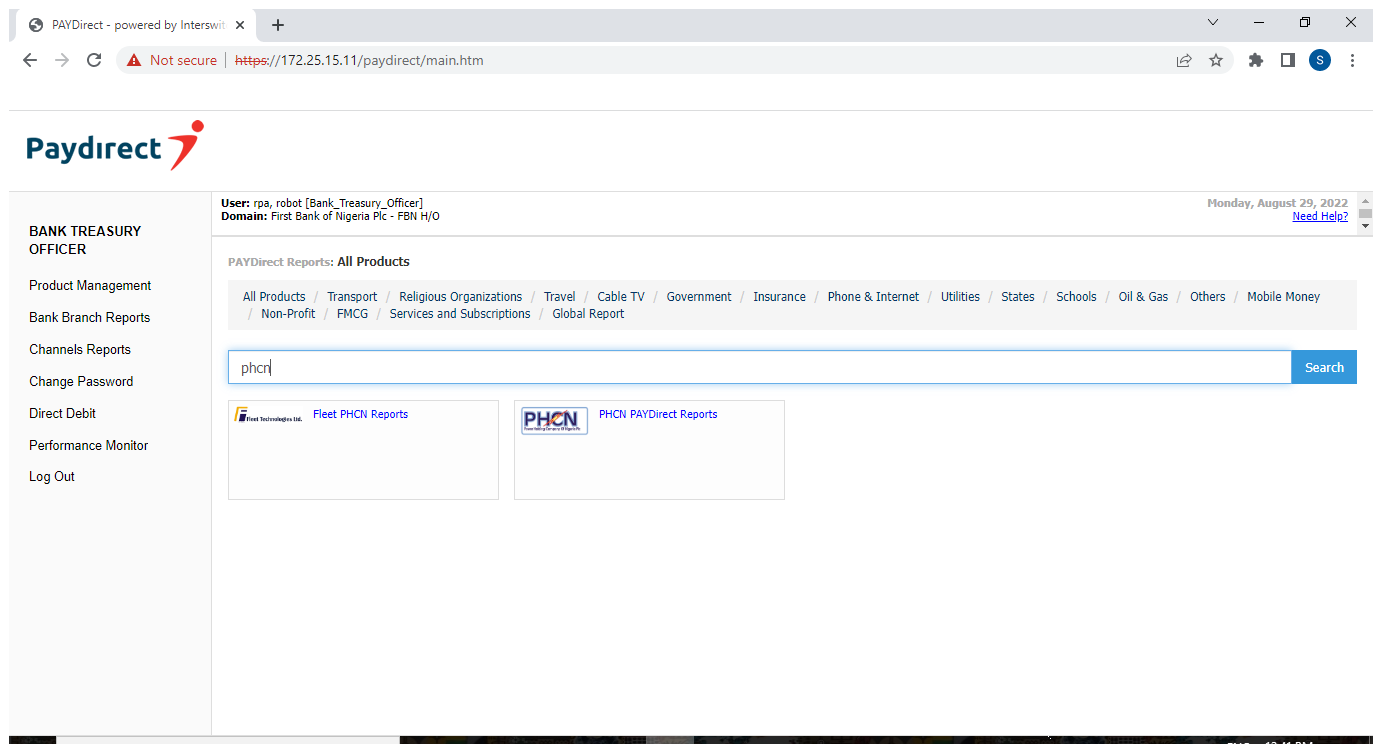 PAYDirect - powered by Interswit
Not secure | https://172.25.15.11/paydirect/main.htm
S
Paydirect
User: rpa, robot [Bank_Treasury_Officer]
Domain: First Bank of Nigeria Plc - FBN H/O
Monday, August 29, 2022
Need Help?
BANK TREASURY
OFFICER
Product Management
Bank Branch Reports
Channels Reports
Change Password
Direct Debit
Performance Monitor
Log Out
PAYDirect Reports: All Products
All Products / Transport / Religious Organizations / Travel / Cable TV / Government / Insurance / Phone & Internet / Utilities / States / Schools / Oil & Gas / Others / Mobile Money
/ Non-Profit / FMCG / Services and Subscriptions / Global Report
phcn
Search
Fleet Technologies Ltd.
Fleet PHCN Reports
PHCN
PHCN PAYDirect Reports